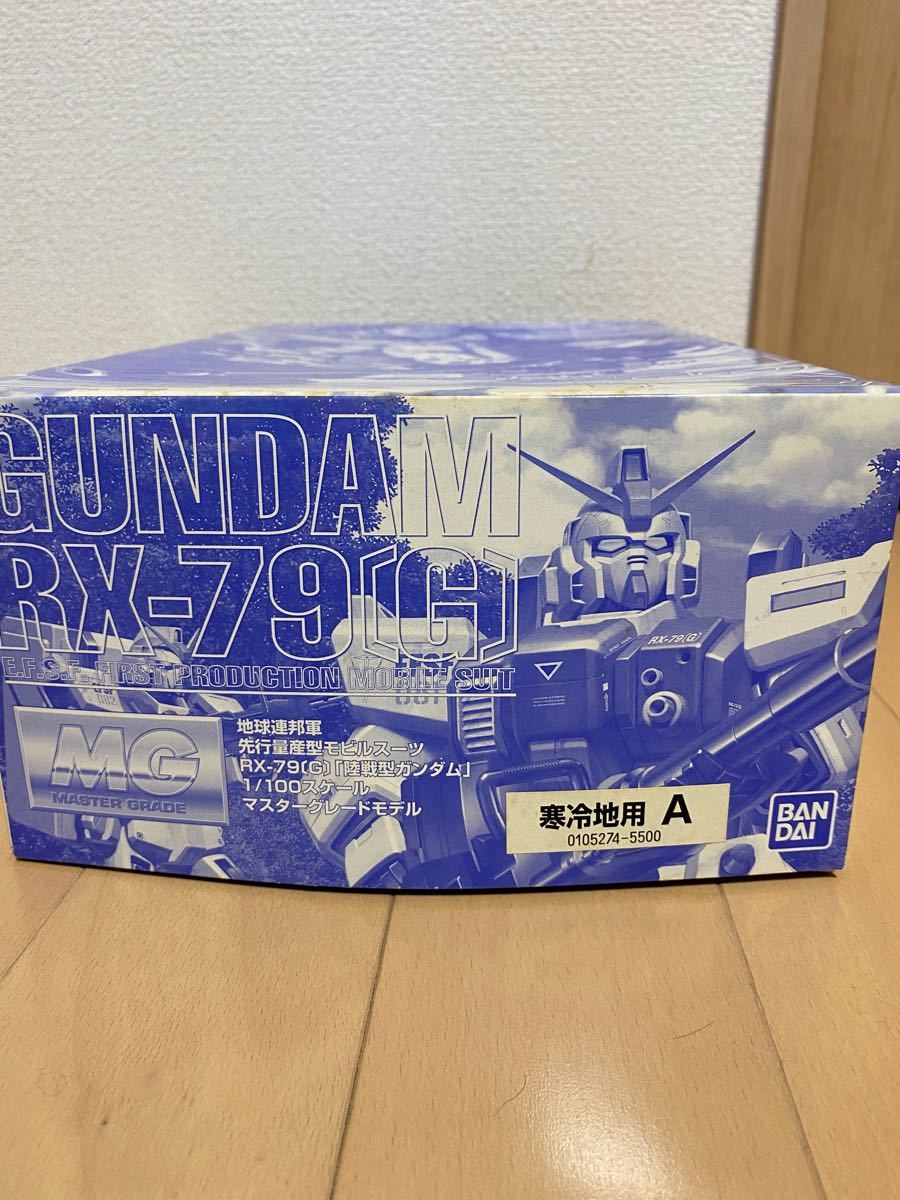 GUNDAM
RX-79[G]
E.F.S.F. FIRST PRODUCTION MOBILE SUIT
MG
MASTER GRADE
地球連邦軍
先行量産型モビルスーツ
RX-79[G]「陸戦型ガンダム」
1/100スケール
マスターグレードモデル
RX-79[G]
寒冷地用 A
0105274-5500
BAN
DAI